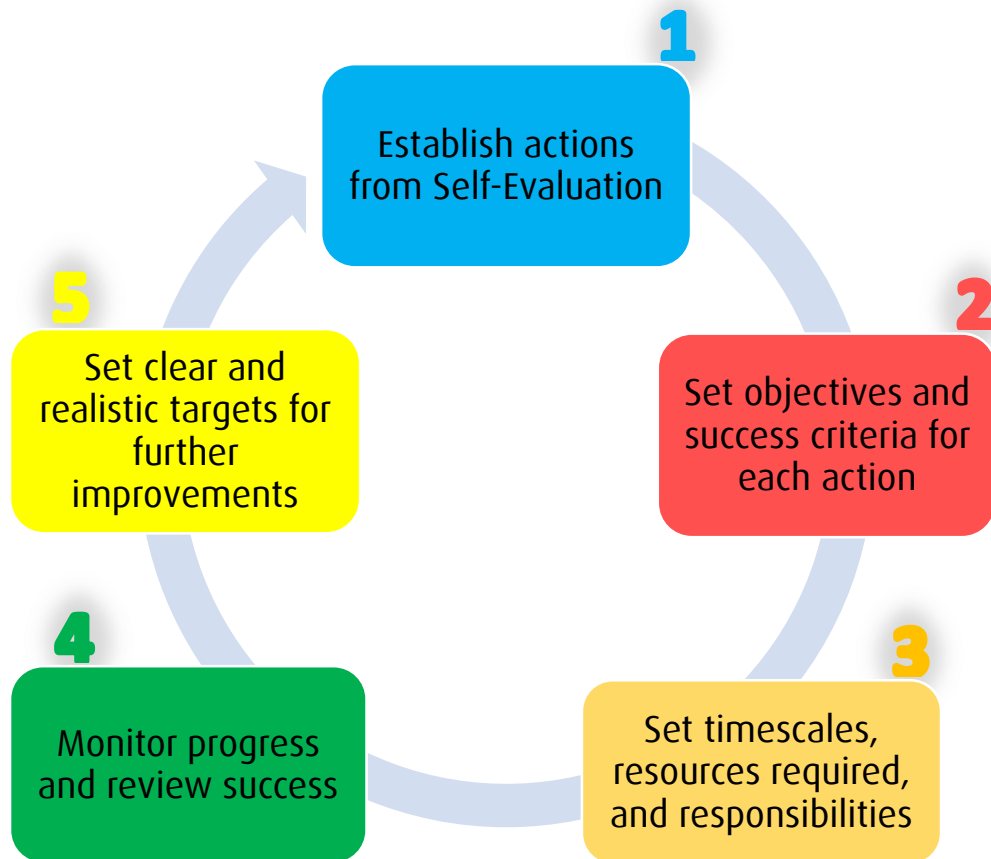 1
Establish actions
from Self-Evaluation
2
Set objectives and
success criteria for
each action
3
Set timescales,
resources required,
and responsibilities
4
Monitor progress
and review success
5
Set clear and
realistic targets for
further
improvements